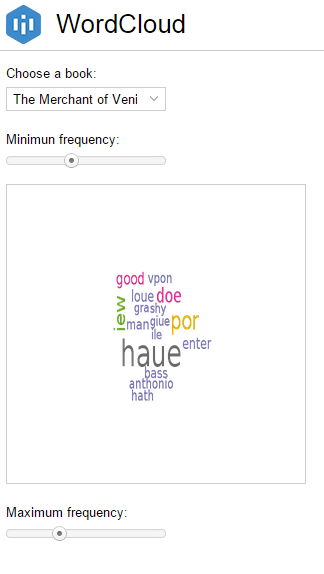 WordCloud
Choose a book:
The Merchant of Veni
Minimun frequency:
good vpon
loue doe
grashy
iew man giue por
ile
haue enter
bass
anthonio
hath
Maximum frequency: